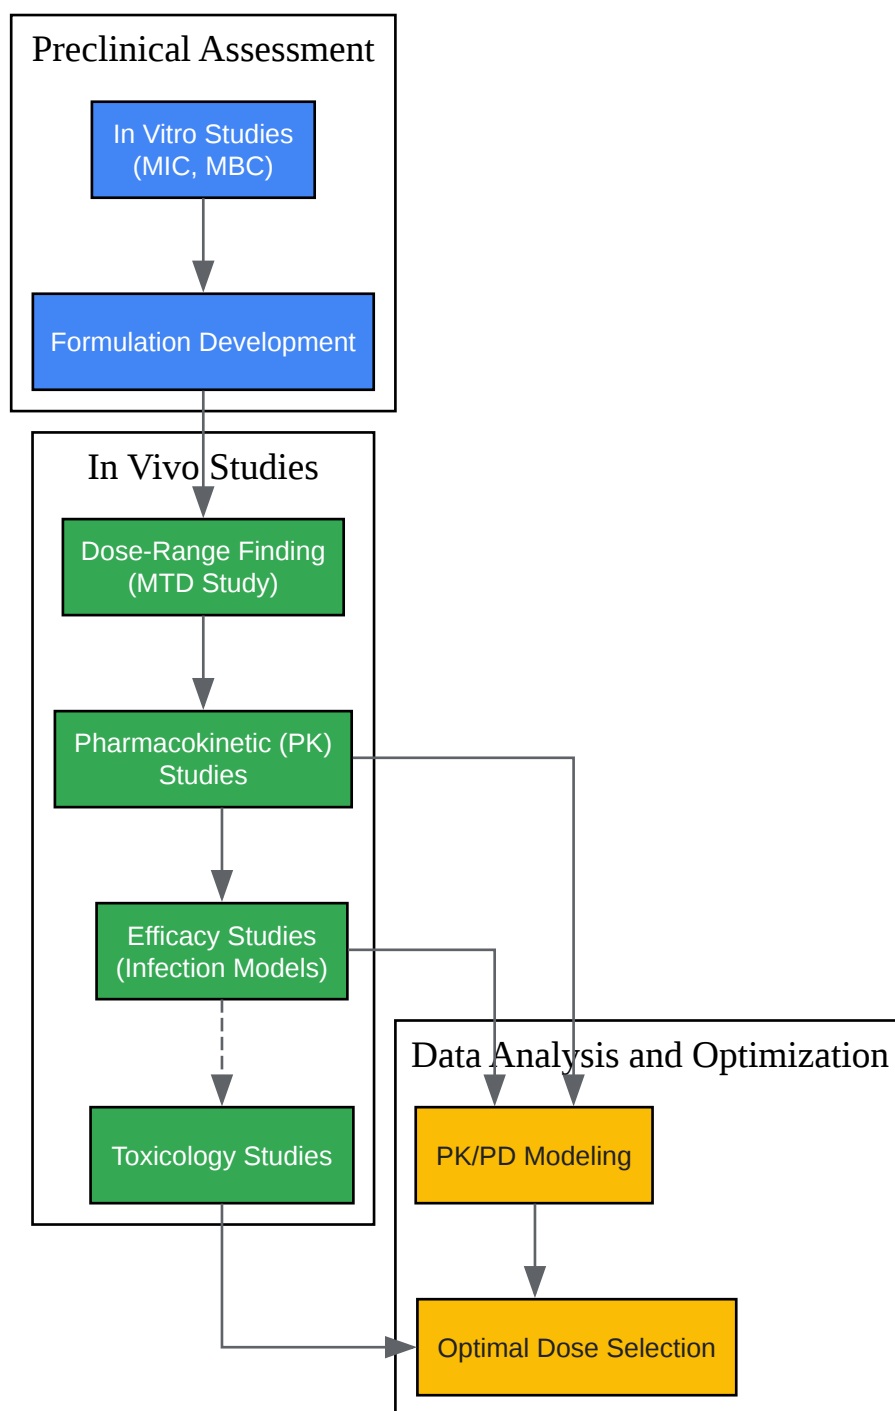 Preclinical Assessment
In Vitro Studies
(MIC, MBC)
Formulation Development
In Vivo Studies
Dose-Range Finding
(MTD Study)
Pharmacokinetic (PK)
Studies
Efficacy Studies
(Infection Models)
Toxicology Studies
Data Analysis and Optimization
PK/PD Modeling
Optimal Dose Selection